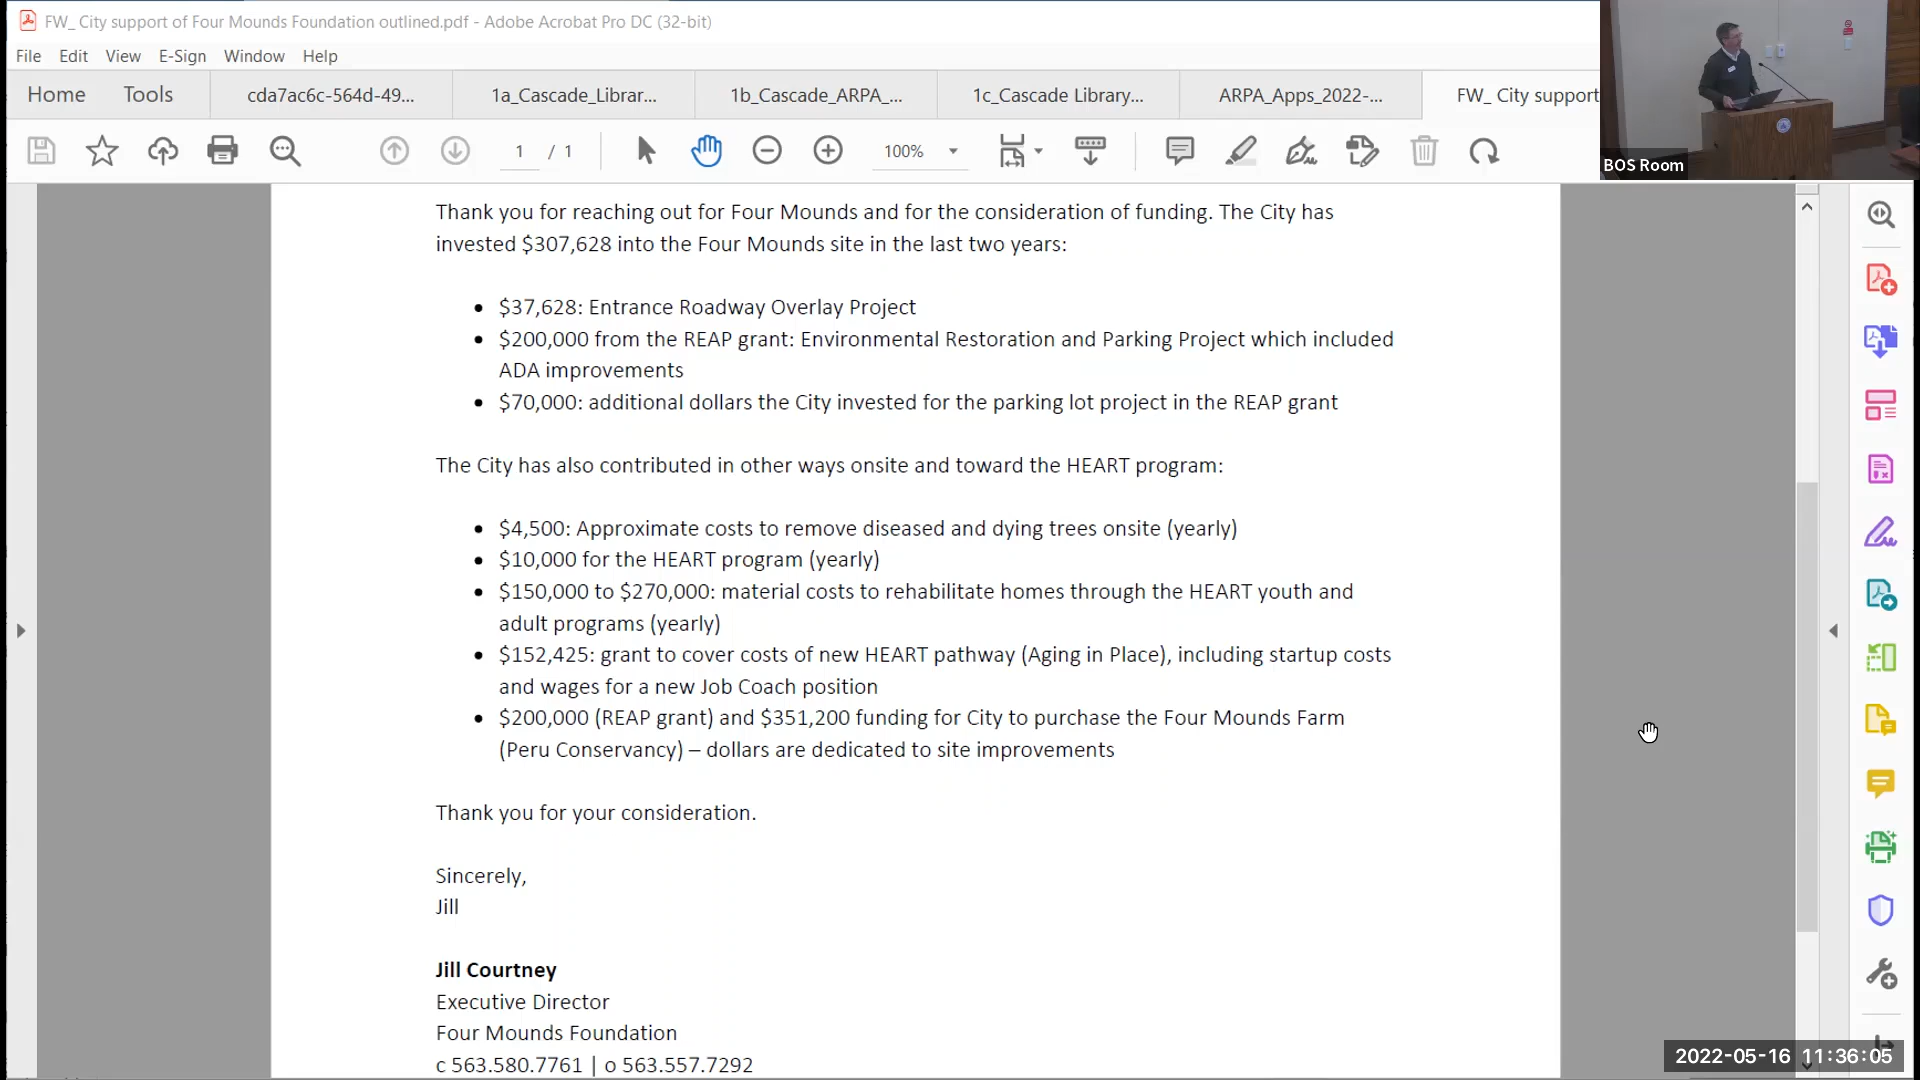 FW_ City support of Four Mounds Foundation outlined.pdf - Adobe Acrobat Pro DC (32-bit)
File Edit View E-Sign Window Help
Home Tools cda7ac6c-564d-49... 1a_Cascade_Librar... 1b_Cascade_ARPA_... 1c_Cascade Library... ARPA_Apps_2022-... FW_ City support
1 / 1 100%
BOS Room
Thank you for reaching out for Four Mounds and for the consideration of funding. The City has
invested $307,628 into the Four Mounds site in the last two years:
• $37,628: Entrance Roadway Overlay Project
• $200,000 from the REAP grant: Environmental Restoration and Parking Project which included
ADA improvements
• $70,000: additional dollars the City invested for the parking lot project in the REAP grant
The City has also contributed in other ways onsite and toward the HEART program:
• $4,500: Approximate costs to remove diseased and dying trees onsite (yearly)
• $10,000 for the HEART program (yearly)
• $150,000 to $270,000: material costs to rehabilitate homes through the HEART youth and
adult programs (yearly)
• $152,425: grant to cover costs of new HEART pathway (Aging in Place), including startup costs
and wages for a new Job Coach position
• $200,000 (REAP grant) and $351,200 funding for City to purchase the Four Mounds Farm
(Peru Conservancy) – dollars are dedicated to site improvements
Thank you for your consideration.
Sincerely,
Jill
Jill Courtney
Executive Director
Four Mounds Foundation
c 563.580.7761 | o 563.557.7292
2022-05-16 11:36:05